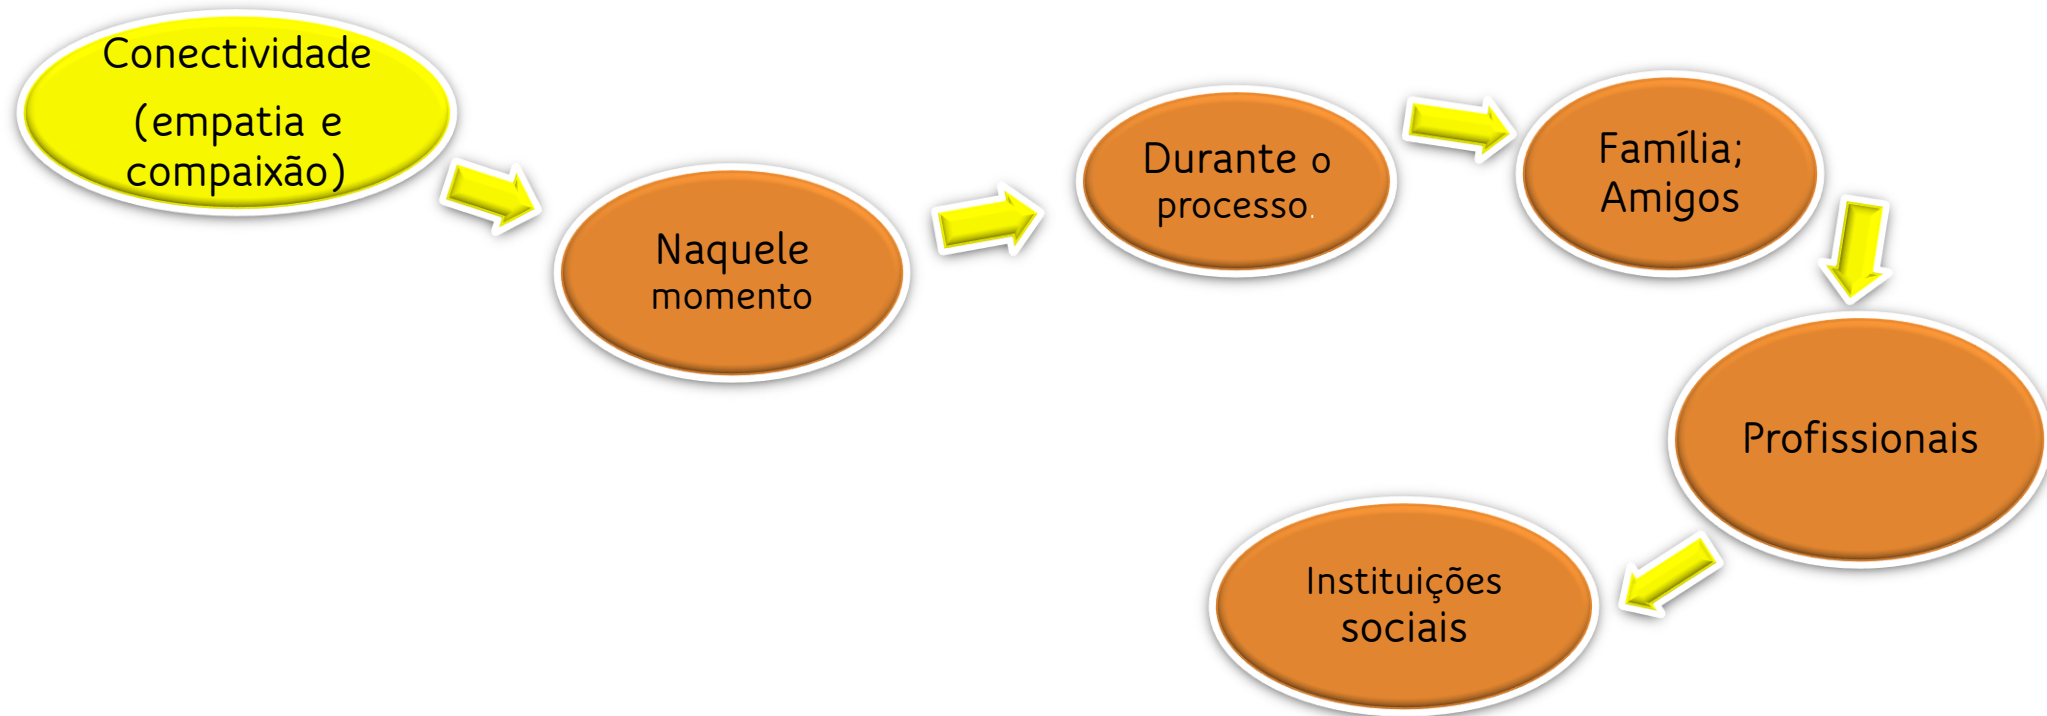 Conectividade
(empatia e
compaixão)
Naquele
momento
Durante o
processo.
Família;
Amigos
Profissionais
Instituições
sociais